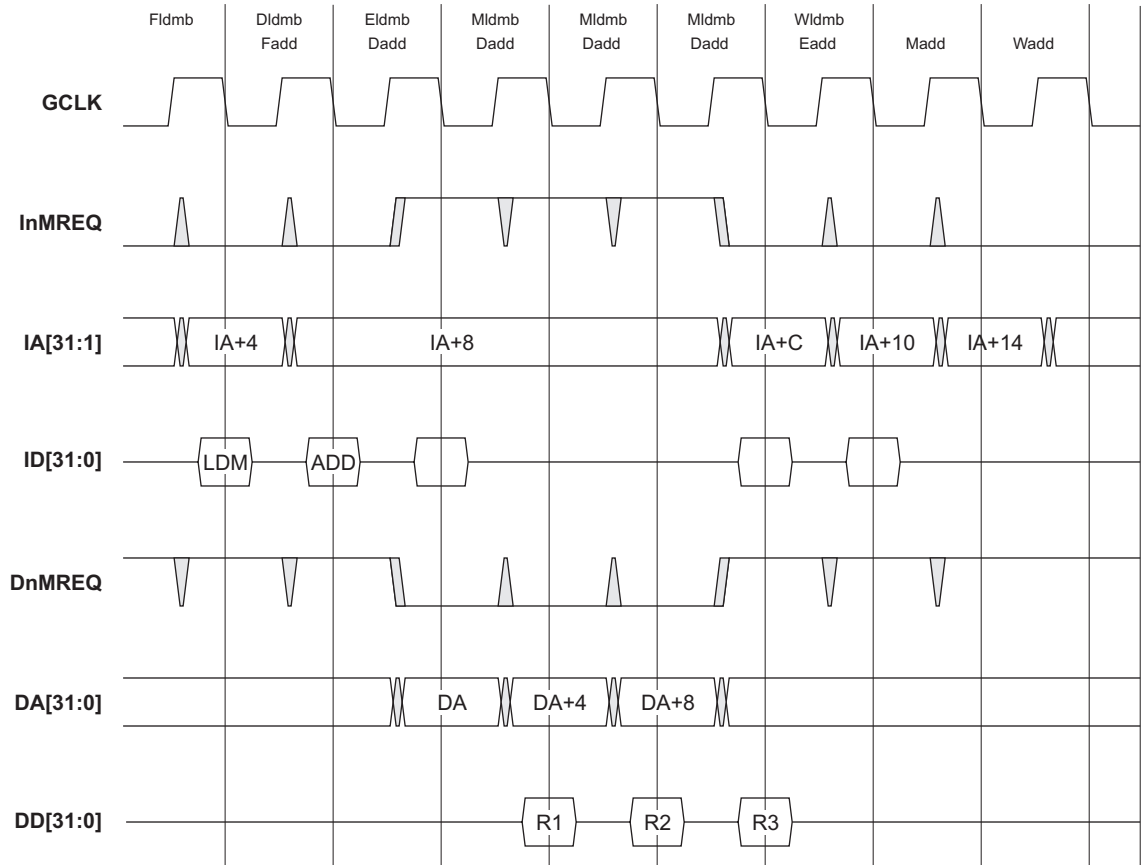 Fldmb Dldmb Eldmb Mldmb Mldmb Mldmb Wldmb
Fadd Dadd Dadd Dadd Dadd Eadd Madd Wadd
GCLK
InMREQ
IA[31:1] IA+4 IA+8 IA+C IA+10 IA+14
ID[31:0] LDM ADD
DnMREQ
DA[31:0] DA DA+4 DA+8
DD[31:0] R1 R2 R3